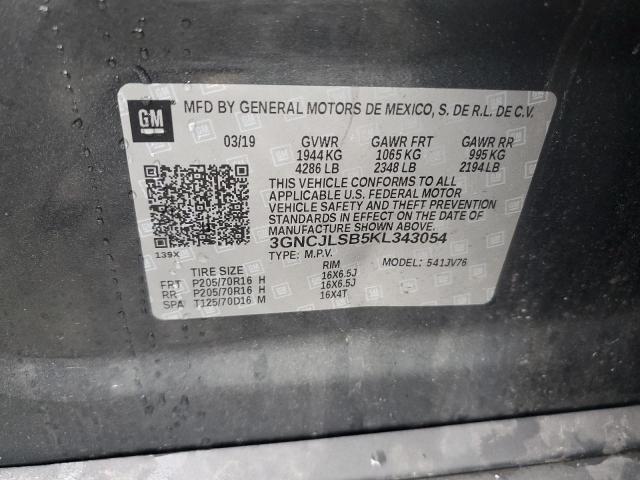 GM
MFD BY GENERAL MOTORS DE MEXICO, S. DE R.L. DE C.V.
03/19 GVWR GAWR FRT GAWR RR
1944 KG 1065 KG 995 KG
4286 LB 2348 LB 2194 LB
THIS VEHICLE CONFORMS TO ALL
APPLICABLE U.S. FEDERAL MOTOR
VEHICLE SAFETY AND THEFT PREVENTION
STANDARDS IN EFFECT ON THE DATE OF
MANUFACTURE SHOWN ABOVE.
3GNCJLSB5KL343054
139X
TYPE: M.P.V. MODEL: 541JV76
TIRE SIZE RIM
FRT P205/70R16 H 16X6.5J
RR P205/70R16 H 16X6.5J
SPA T125/70D16 M 16X4T